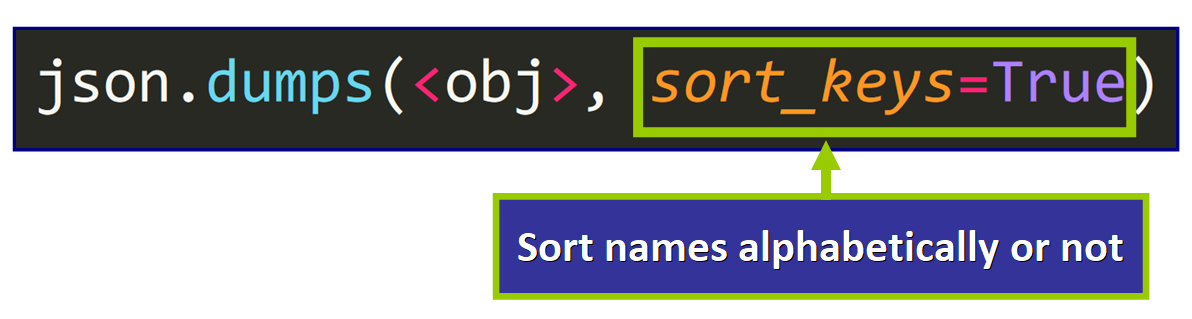 json.dumps(<obj>, sort_keys=True)
Sort names alphabetically or not